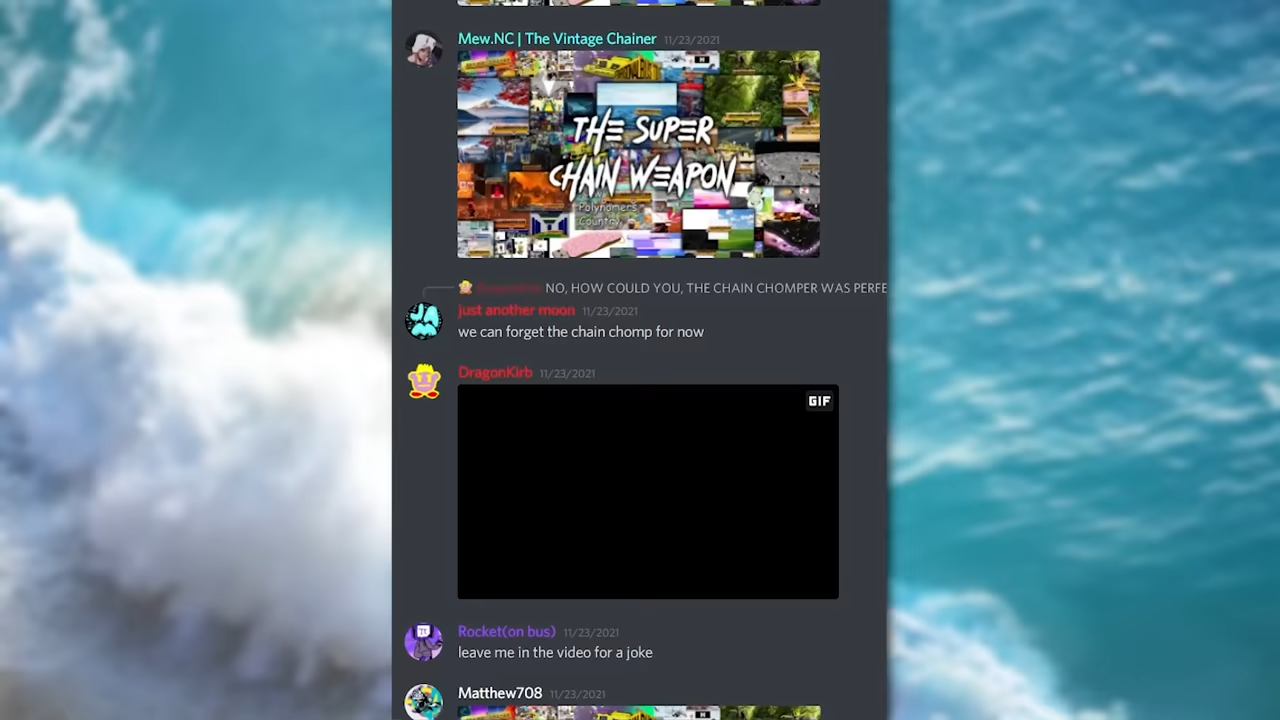 Mew.NC | The Vintage Chainer 11/23/2021
THE SUPER
CHAIN WEAPON
Polyhomer's
Country
NO, HOW COULD YOU, THE CHAIN CHOMPER WAS PERFE
just another moon 11/23/2021
we can forget the chain chomp for now
DragonKirb 11/23/2021
GIF
Rocket(on bus) 11/23/2021
leave me in the video for a joke
Matthew708 11/23/2021